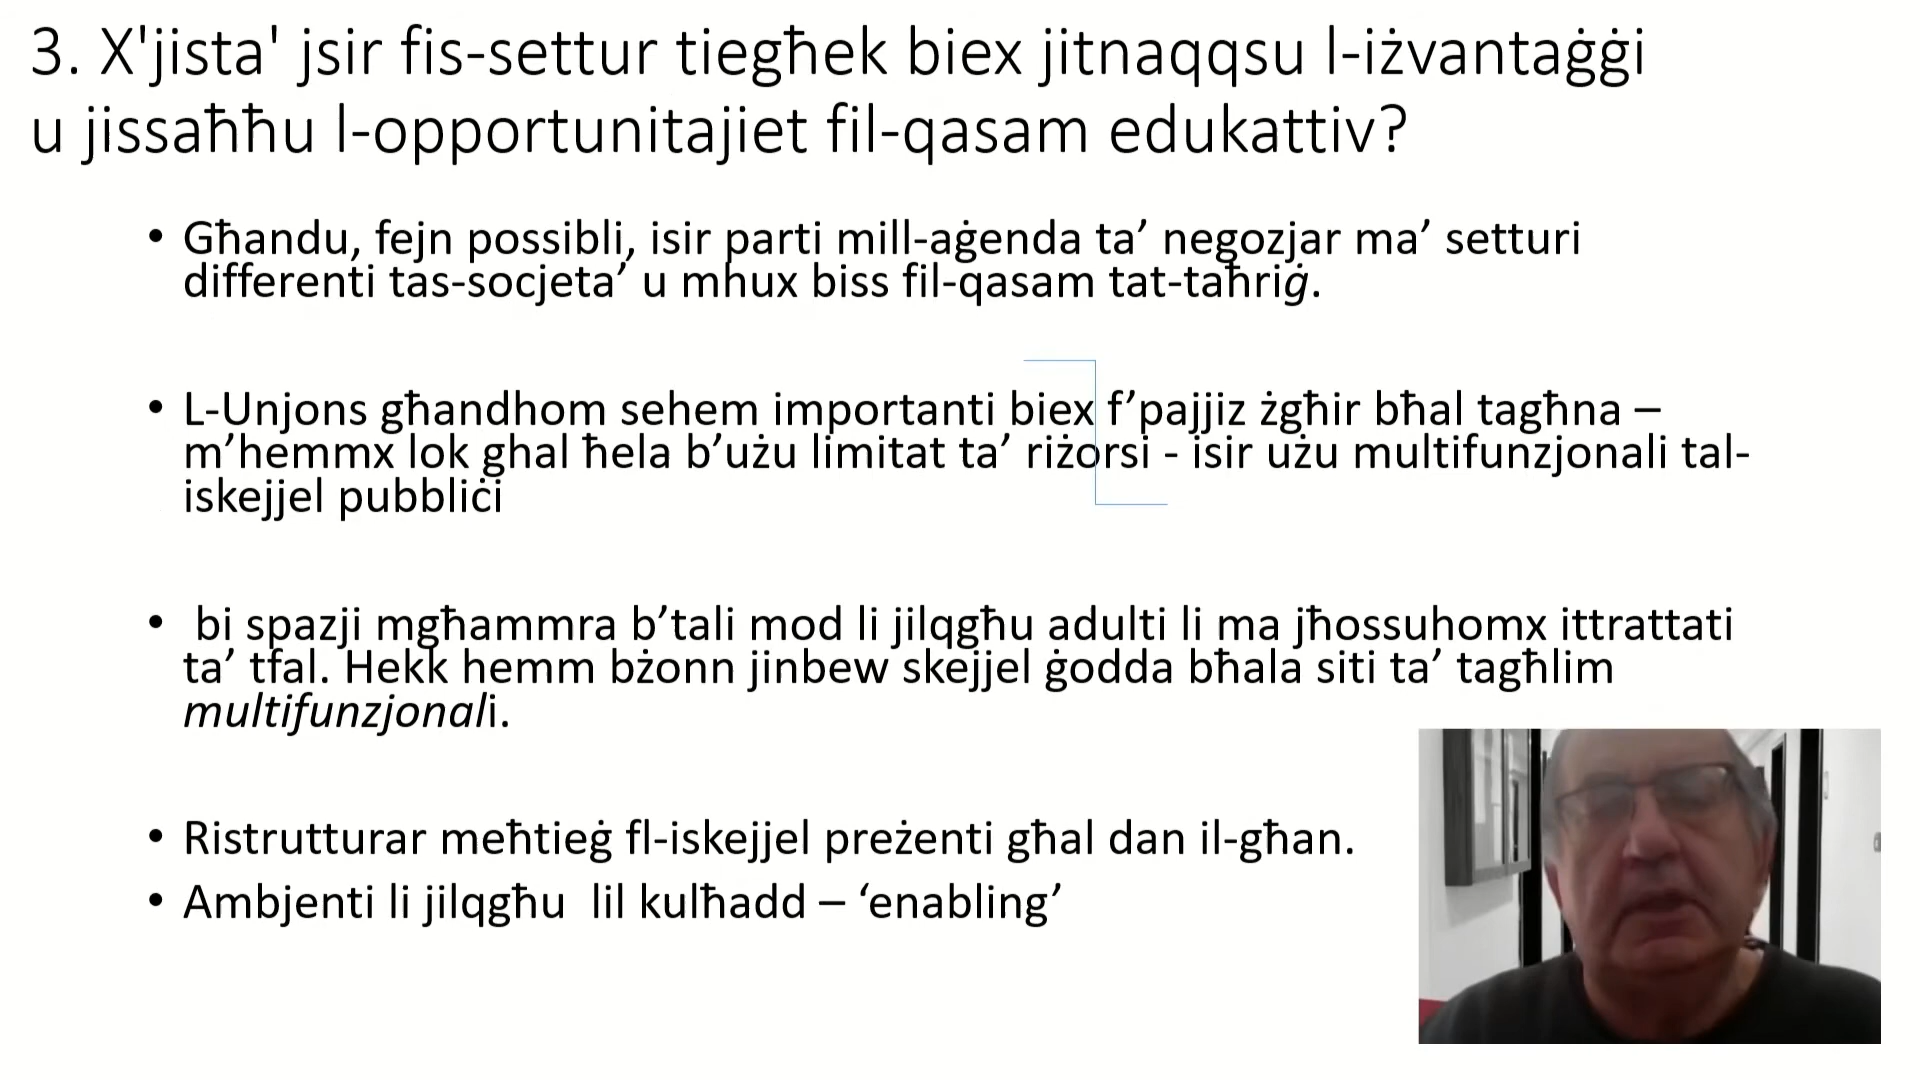 3. X'jista' jsir fis-settur tiegħek biex jitnaqqsu l-iżvantaġġi
u jissaħħu l-opportunitajiet fil-qasam edukattiv?
• Għandu, fejn possibli, isir parti mill-aġenda ta’ negozjar ma’ setturi
differenti tas-socjeta’ u mhux biss fil-qasam tat-taħriġ.
• L-Unjons għandhom sehem importanti biex f’pajjiz żgħir bħal tagħna –
m’hemmx lok ghal ħela b’użu limitat ta’ riżorsi - isir użu multifunzjonali tal-
iskejjel pubbliċi
• bi spazji mgħammra b’tali mod li jilqgħu adulti li ma jħossuhomx ittrattati
ta’ tfal. Hekk hemm bżonn jinbew skejjel ġodda bħala siti ta’ tagħlim
multifunzjonali.
• Ristrutturar meħtieġ fl-iskejjel preżenti għal dan il-għan.
• Ambjenti li jilqgħu lil kulħadd – ‘enabling’